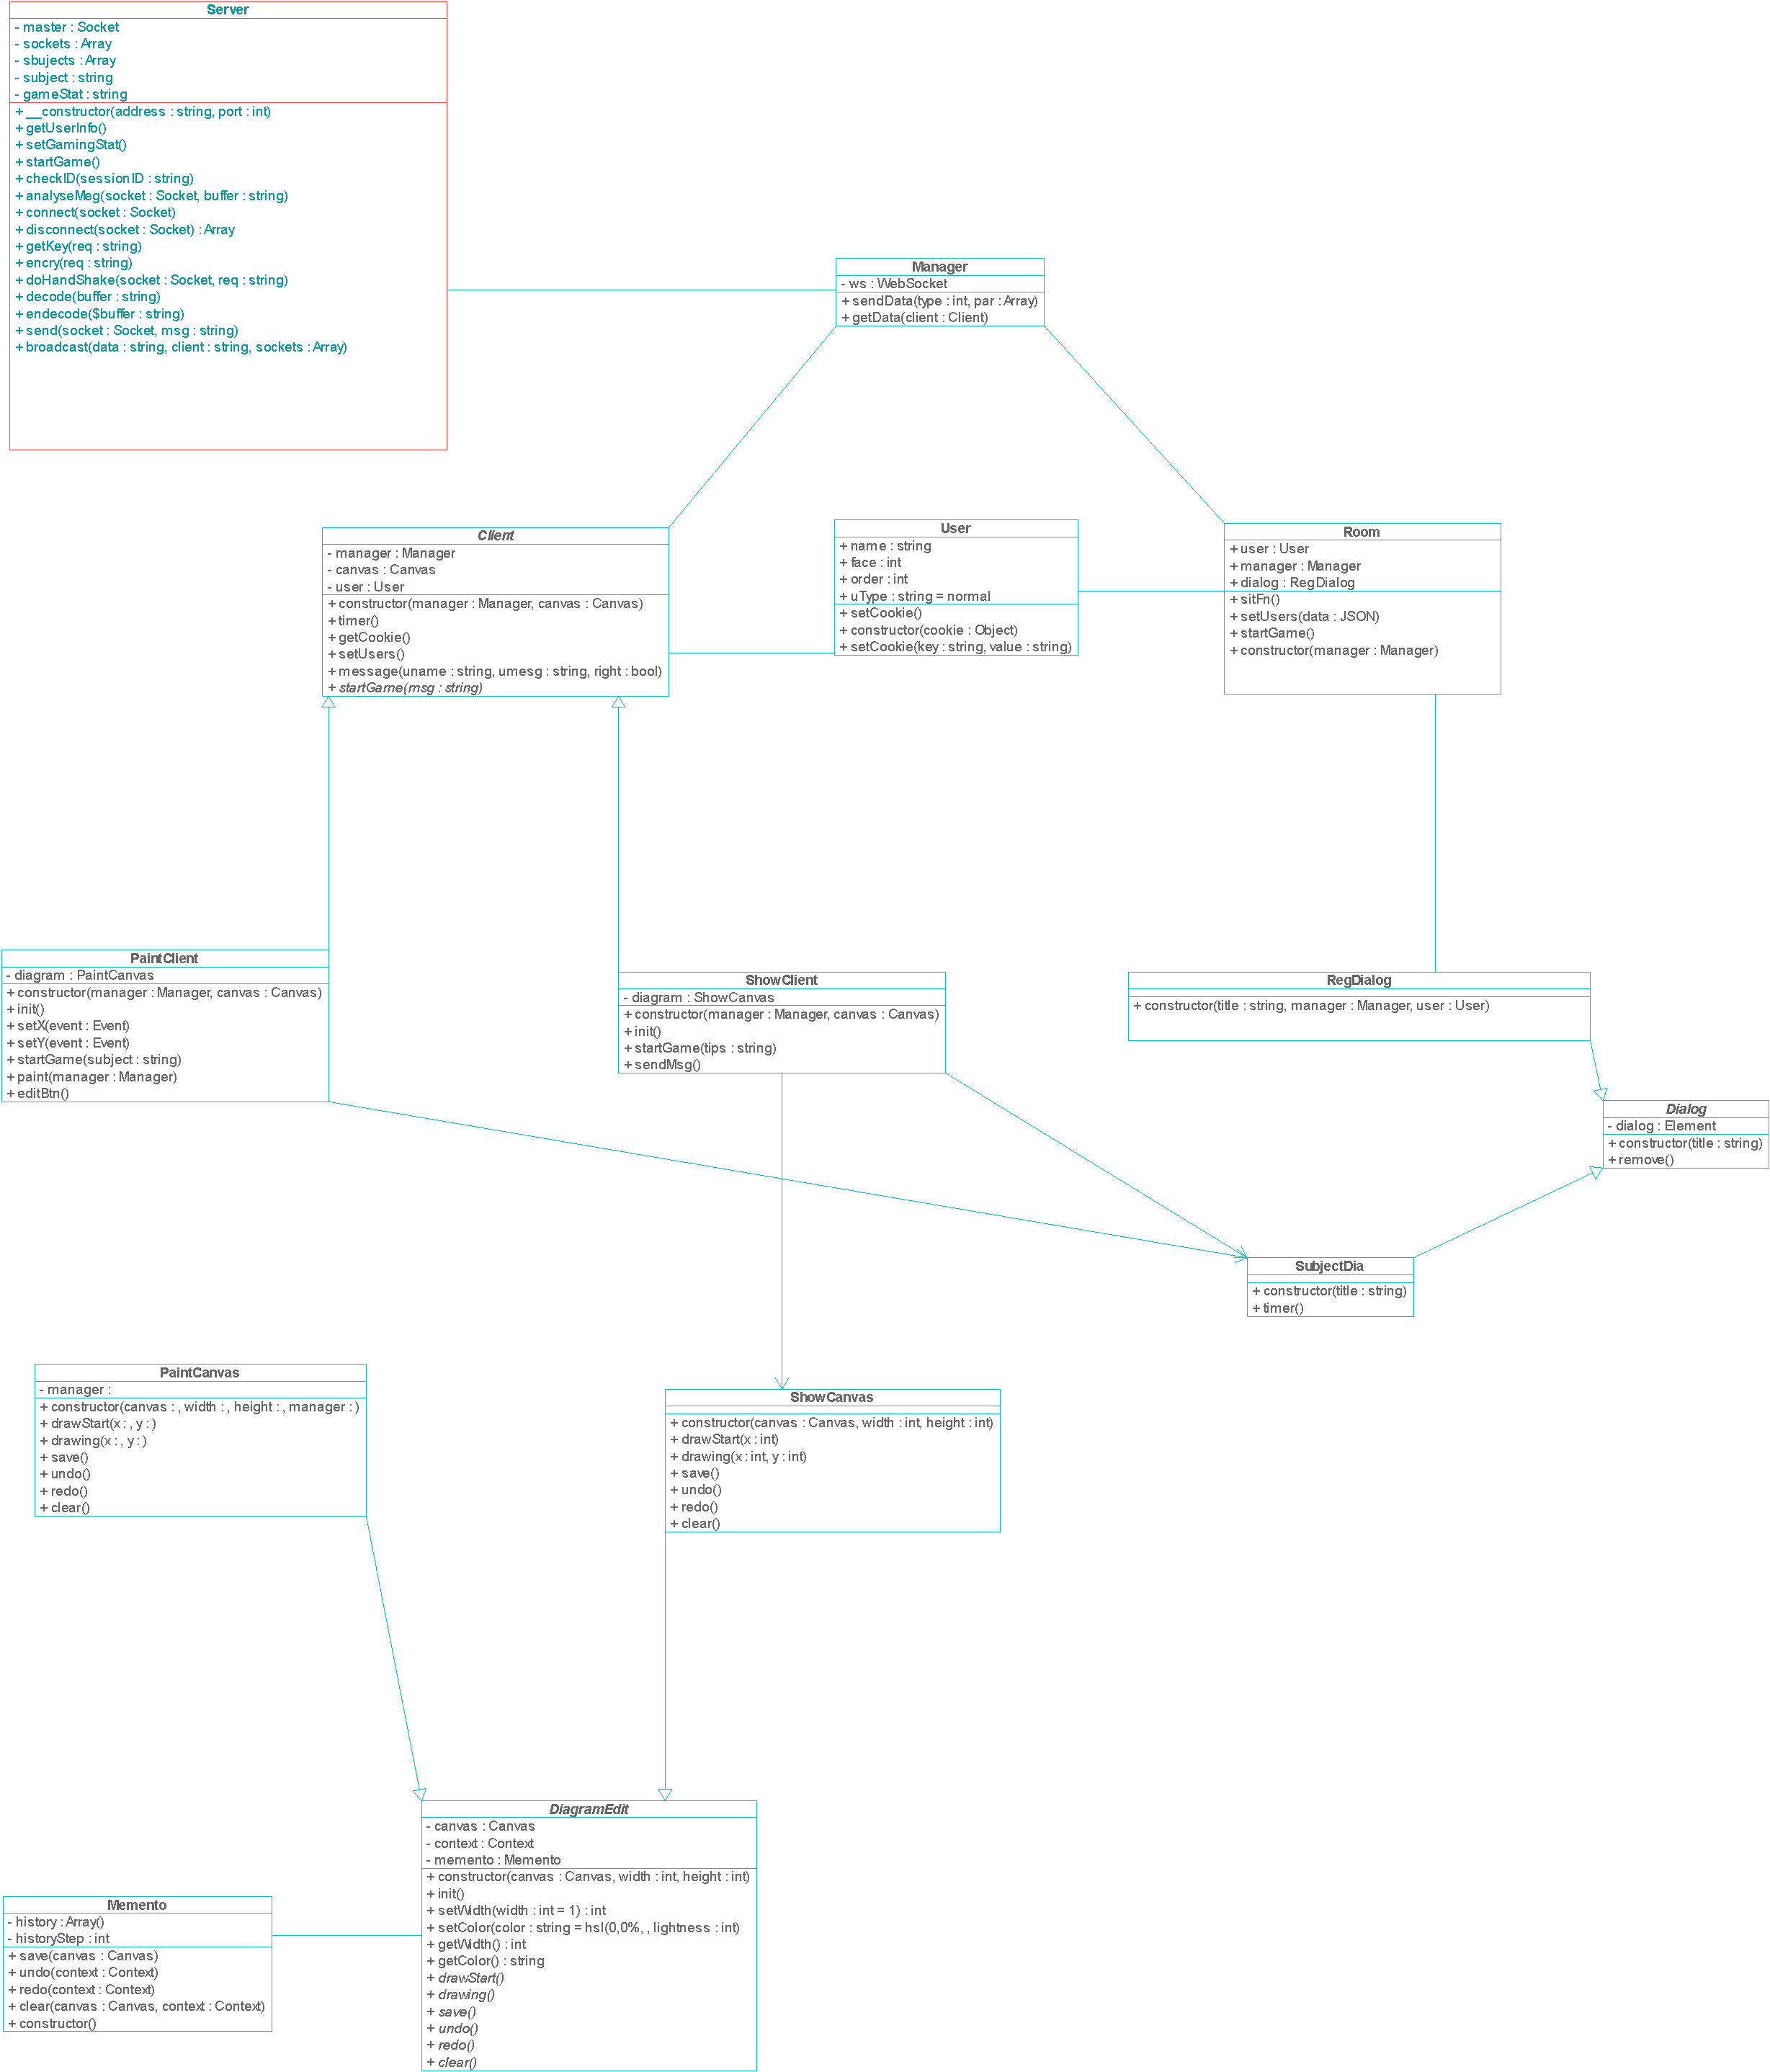 Server
- master : Socket
- sockets : Array
- sbujects : Array
- subject : string
- gameStat : string
+ __constructor(address : string, port : int)
+ getUserInfo()
+ setGamingStat()
+ startGame()
+ checkID(sessionID : string)
+ analyseMeg(socket : Socket, buffer : string)
+ connect(socket : Socket)
+ disconnect(socket : Socket) : Array
+ getKey(req : string)
+ encry(req : string)
+ doHandShake(socket : Socket, req : string)
+ decode(buffer : string)
+ endecode($buffer : string)
+ send(socket : Socket, msg : string)
+ broadcast(data : string, client : string, sockets : Array)
Manager
- ws : WebSocket
+ sendData(type : int, par : Array)
+ getData(client : Client)
Client
- manager : Manager
- canvas : Canvas
- user : User
+ constructor(manager : Manager, canvas : Canvas)
+ timer()
+ getCookie()
+ setUsers()
+ message(uname : string, umesg : string, right : bool)
+ startGame(msg : string)
User
+ name : string
+ face : int
+ order : int
+ uType : string = normal
+ setCookie()
+ constructor(cookie : Object)
+ setCookie(key : string, value : string)
Room
+ user : User
+ manager : Manager
+ dialog : RegDialog
+ sitFn()
+ setUsers(data : JSON)
+ startGame()
+ constructor(manager : Manager)
PaintClient
- diagram : PaintCanvas
+ constructor(manager : Manager, canvas : Canvas)
+ init()
+ setX(event : Event)
+ setY(event : Event)
+ startGame(subject : string)
+ paint(manager : Manager)
+ editBtn()
ShowClient
- diagram : ShowCanvas
+ constructor(manager : Manager, canvas : Canvas)
+ init()
+ startGame(tips : string)
+ sendMsg()
RegDialog
+ constructor(title : string, manager : Manager, user : User)
Dialog
- dialog : Element
+ constructor(title : string)
+ remove()
SubjectDia
+ constructor(title : string)
+ timer()
PaintCanvas
- manager :
+ constructor(canvas : , width : , height : , manager : )
+ drawStart(x : , y : )
+ drawing(x : , y : )
+ save()
+ undo()
+ redo()
+ clear()
ShowCanvas
+ constructor(canvas : Canvas, width : int, height : int)
+ drawStart(x : int)
+ drawing(x : int, y : int)
+ save()
+ undo()
+ redo()
+ clear()
DiagramEdit
- canvas : Canvas
- context : Context
- memento : Memento
+ constructor(canvas : Canvas, width : int, height : int)
+ init()
+ setWidth(width : int = 1) : int
+ setColor(color : string = hsl(0,0%, , lightness : int)
+ getWidth() : int
+ getColor() : string
+ drawStart()
+ drawing()
+ save()
+ undo()
+ redo()
+ clear()
Memento
- history : Array()
- historyStep : int
+ save(canvas : Canvas)
+ undo(context : Context)
+ redo(context : Context)
+ clear(canvas : Canvas, context : Context)
+ constructor()